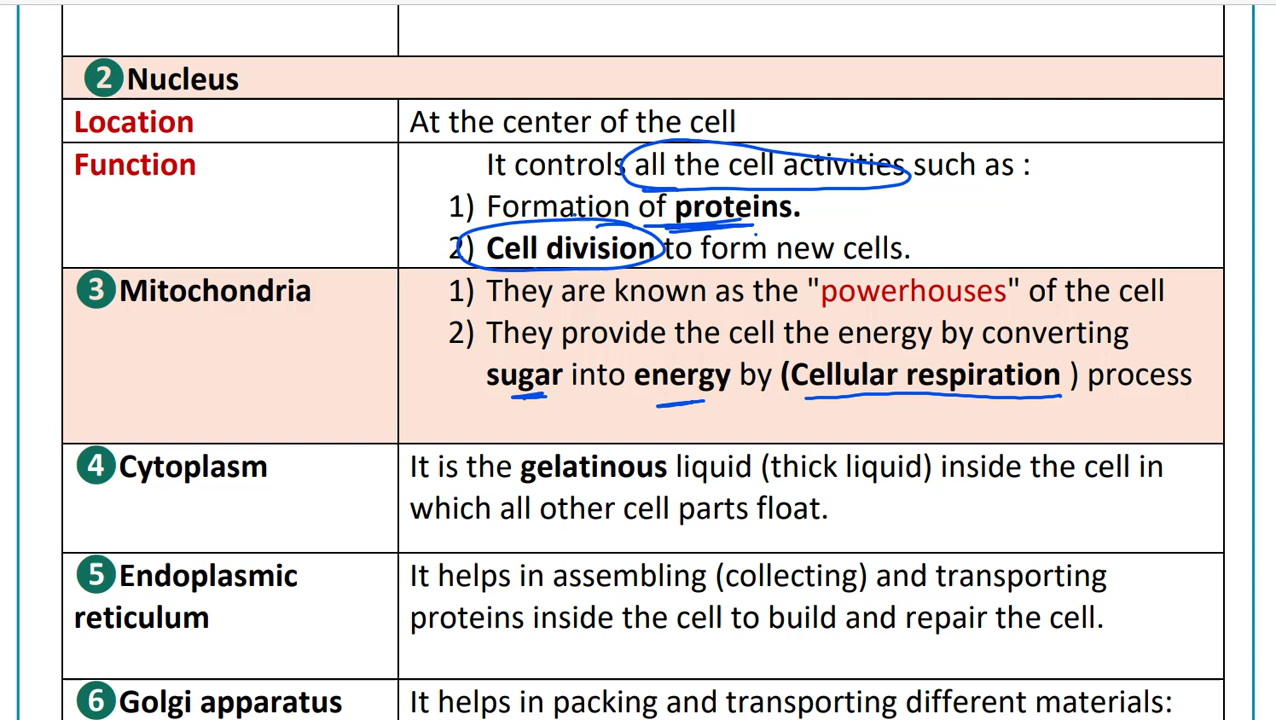 2 Nucleus
Location
At the center of the cell
Function
It controls all the cell activities such as :
1) Formation of proteins.
2) Cell division to form new cells.
3 Mitochondria
1) They are known as the "powerhouses" of the cell
2) They provide the cell the energy by converting
sugar into energy by (Cellular respiration ) process
4 Cytoplasm
It is the gelatinous liquid (thick liquid) inside the cell in
which all other cell parts float.
5 Endoplasmic
reticulum
It helps in assembling (collecting) and transporting
proteins inside the cell to build and repair the cell.
6 Golgi apparatus
It helps in packing and transporting different materials: